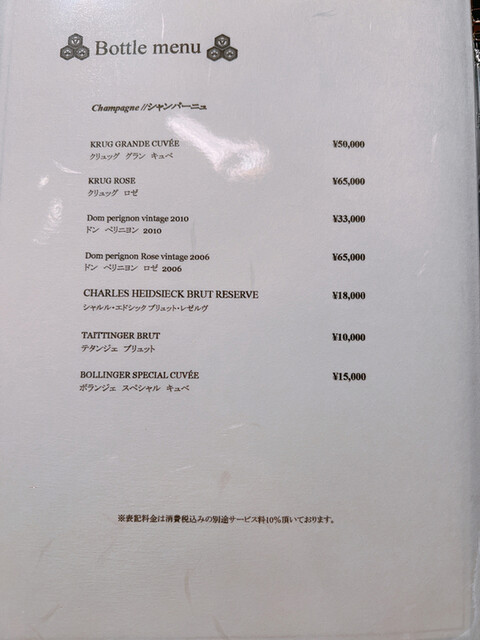 Bottle menu
Champagne //シャンパーニュ
KRUG GRANDE CUVÉE ¥50,000
クリュッグ グラン キュベ
KRUG ROSE ¥65,000
クリュッグ ロゼ
Dom perignon vintage 2010 ¥33,000
ドン ペリニヨン 2010
Dom perignon Rose vintage 2006 ¥65,000
ドン ペリニヨン ロゼ 2006
CHARLES HEIDSIECK BRUT RESERVE ¥18,000
シャルル・エドシック ブリュット・レゼルヴ
TAITTINGER BRUT ¥10,000
テタンジェ ブリュット
BOLLINGER SPECIAL CUVÉE ¥15,000
ボランジェ スペシャル キュベ
※表記料金は消費税込みの別途サービス料10%頂いております。